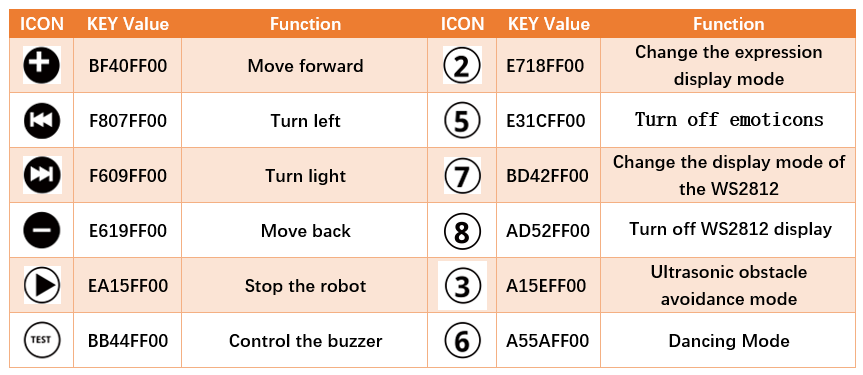 ICON KEY Value Function ICON KEY Value Function
+ BF40FF00 Move forward 2 E718FF00 Change the expression
display mode
F807FF00 Turn left 5 E31CFF00 Turn off emoticons
F609FF00 Turn light 7 BD42FF00 Change the display mode of
the WS2812
− E619FF00 Move back 8 AD52FF00 Turn off WS2812 display
EA15FF00 Stop the robot 3 A15EFF00 Ultrasonic obstacle
avoidance mode
TEST BB44FF00 Control the buzzer 6 A55AFF00 Dancing Mode